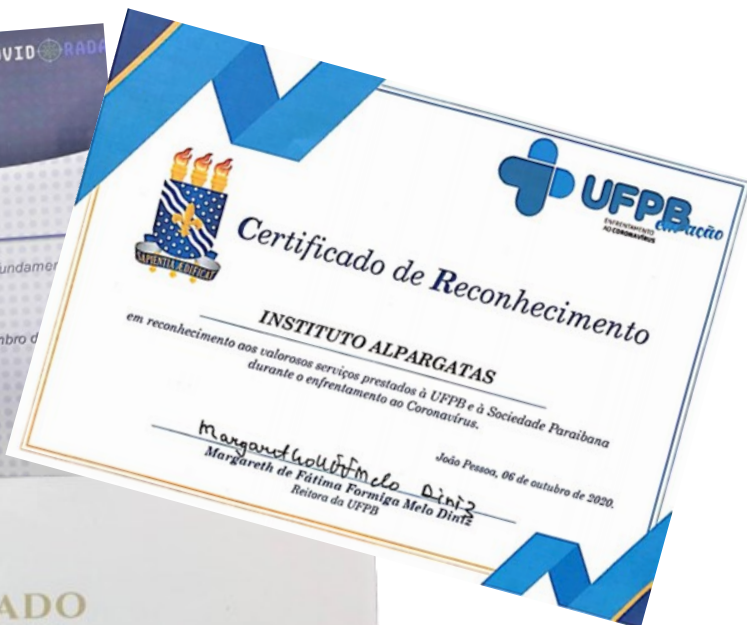 OVID RADA
undamen
mbro d
UFPB
em ação
ENFRENTAMENTO
AO CORONAVÍRUS
SAPIENTIA ÆDIFICAT
Certificado de Reconhecimento
INSTITUTO ALPARGATAS
em reconhecimento aos valorosos serviços prestados à UFPB e à Sociedade Paraibana
durante o enfrentamento ao Coronavírus.
João Pessoa, 06 de outubro de 2020.
Margareth de Fátima Formiga Melo Diniz
Reitora da UFPB
ADO